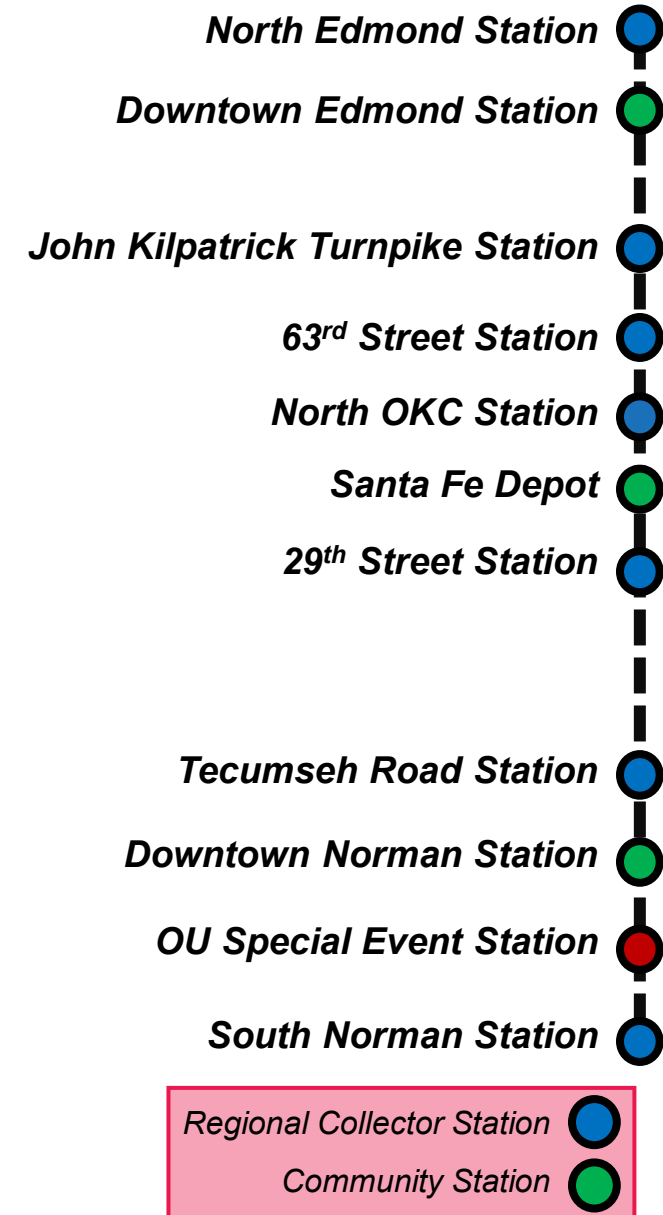 North Edmond Station
Downtown Edmond Station
John Kilpatrick Turnpike Station
63rd Street Station
North OKC Station
Santa Fe Depot
29th Street Station
Tecumseh Road Station
Downtown Norman Station
OU Special Event Station
South Norman Station
Regional Collector Station
Community Station